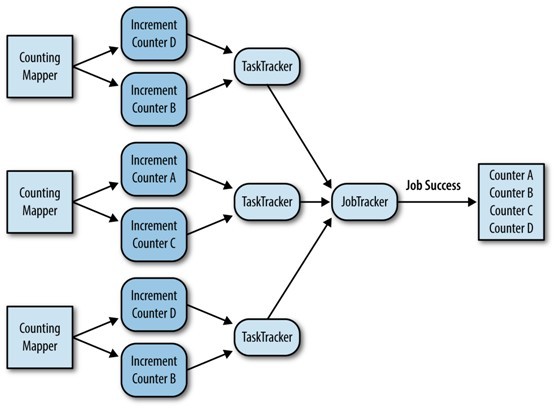 Counting
Mapper
Increment
Counter D
Increment
Counter B
TaskTracker
Counting
Mapper
Increment
Counter A
Increment
Counter C
TaskTracker
JobTracker
Job Success
Counter A
Counter B
Counter C
Counter D
Counting
Mapper
Increment
Counter D
Increment
Counter B
TaskTracker